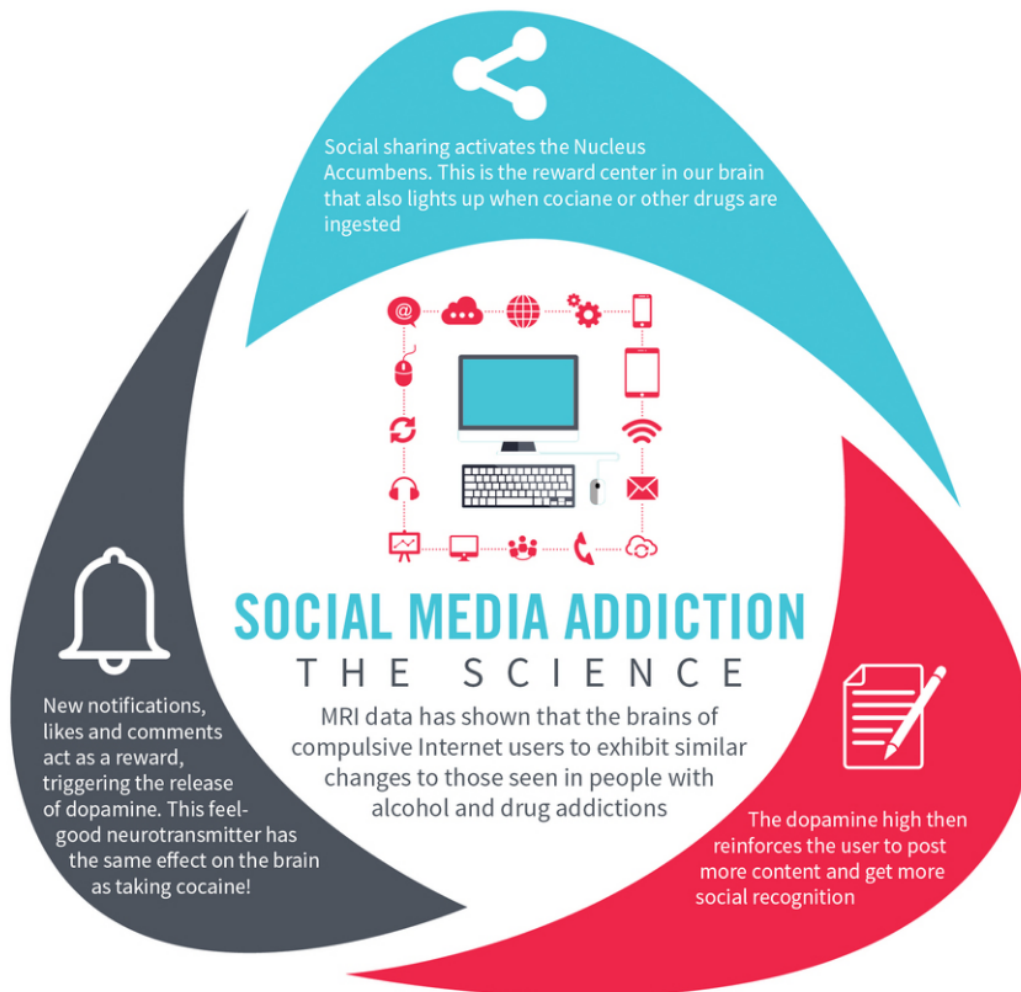 Social sharing activates the Nucleus
Accumbens. This is the reward center in our brain
that also lights up when cociane or other drugs are
ingested
@
SOCIAL MEDIA ADDICTION
THE SCIENCE
MRI data has shown that the brains of
compulsive Internet users to exhibit similar
changes to those seen in people with
alcohol and drug addictions
New notifications,
likes and comments
act as a reward,
triggering the release
of dopamine. This feel-
good neurotransmitter has
the same effect on the brain
as taking cocaine!
The dopamine high then
reinforces the user to post
more content and get more
social recognition